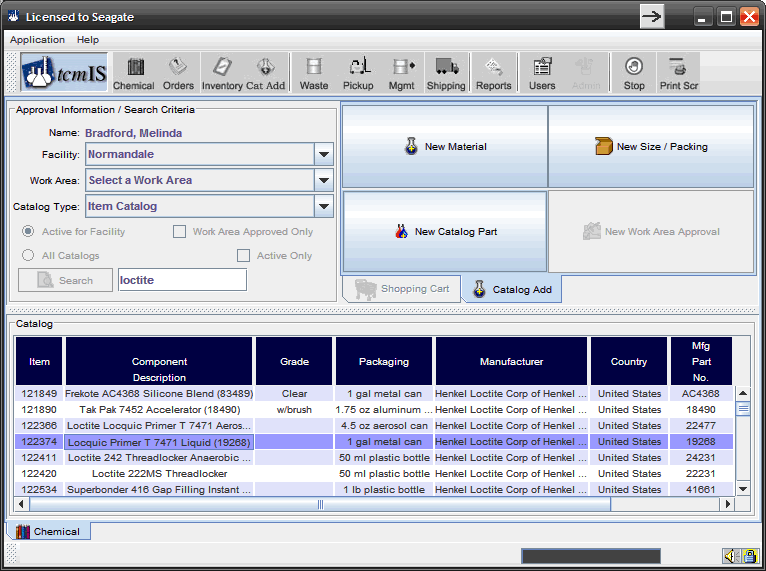 Licensed to Seagate
Application Help
tcmIS Chemical Orders Inventory Cat Add Waste Pickup Mgmt Shipping Reports Users Admin Stop Print Scr
Approval Information / Search Criteria
Name: Bradford, Melinda
Facility: Normandale
Work Area: Select a Work Area
Catalog Type: Item Catalog
Active for Facility Work Area Approved Only
All Catalogs Active Only
Search loctite
New Material New Size / Packing
New Catalog Part New Work Area Approval
Shopping Cart Catalog Add
Catalog
Item Component Description Grade Packaging Manufacturer Country Mfg Part No.
121849 Frekote AC4368 Silicone Blend (83489) Clear 1 gal metal can Henkel Loctite Corp of Henkel ... United States AC4368
121890 Tak Pak 7452 Accelerator (18490) w/brush 1.75 oz aluminum ... Henkel Loctite Corp of Henkel ... United States 18490
122366 Loctite Locquic Primer T 7471 Aeros... 4.5 oz aerosol can Henkel Loctite Corp of Henkel ... United States 22477
122374 Locquic Primer T 7471 Liquid (19268) 1 gal metal can Henkel Loctite Corp of Henkel ... United States 19268
122411 Loctite 242 Threadlocker Anaerobic ... 50 ml plastic bottle Henkel Loctite Corp of Henkel ... United States 24231
122420 Loctite 222MS Threadlocker 50 ml plastic bottle Henkel Loctite Corp of Henkel ... United States 22231
122534 Superbonder 416 Gap Filling Instant ... 1 lb plastic bottle Henkel Loctite Corp of Henkel ... United States 41661
Chemical